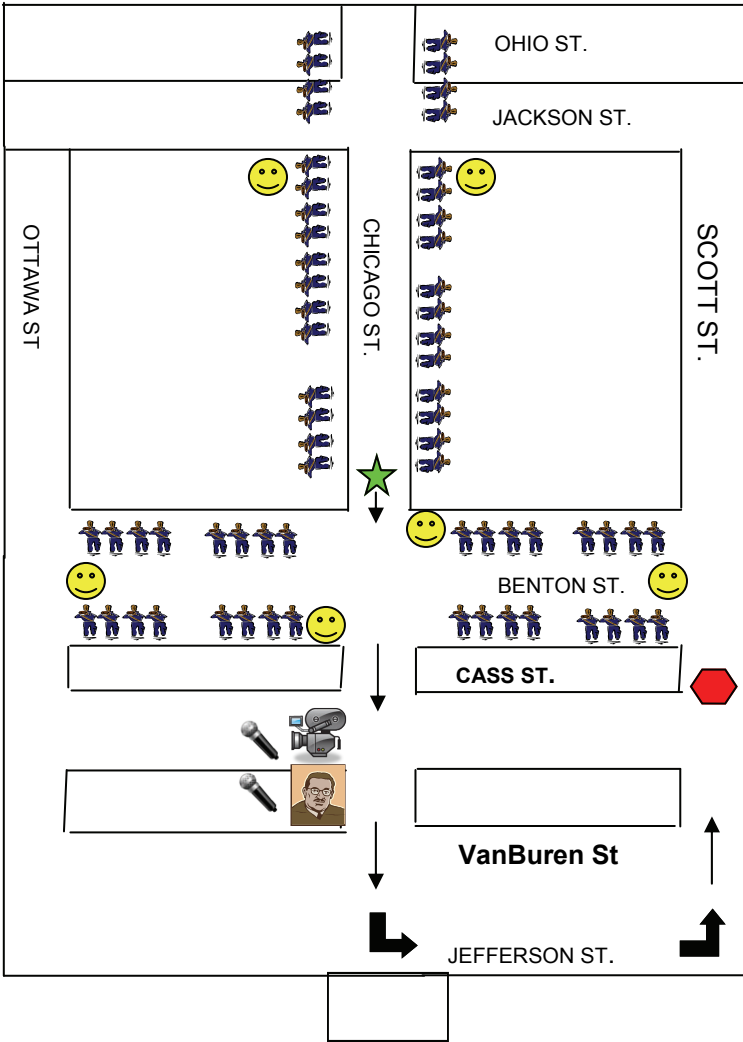 OHIO ST.
JACKSON ST.
OTTAWA ST
CHICAGO ST.
SCOTT ST.
BENTON ST.
CASS ST.
VanBuren St
JEFFERSON ST.